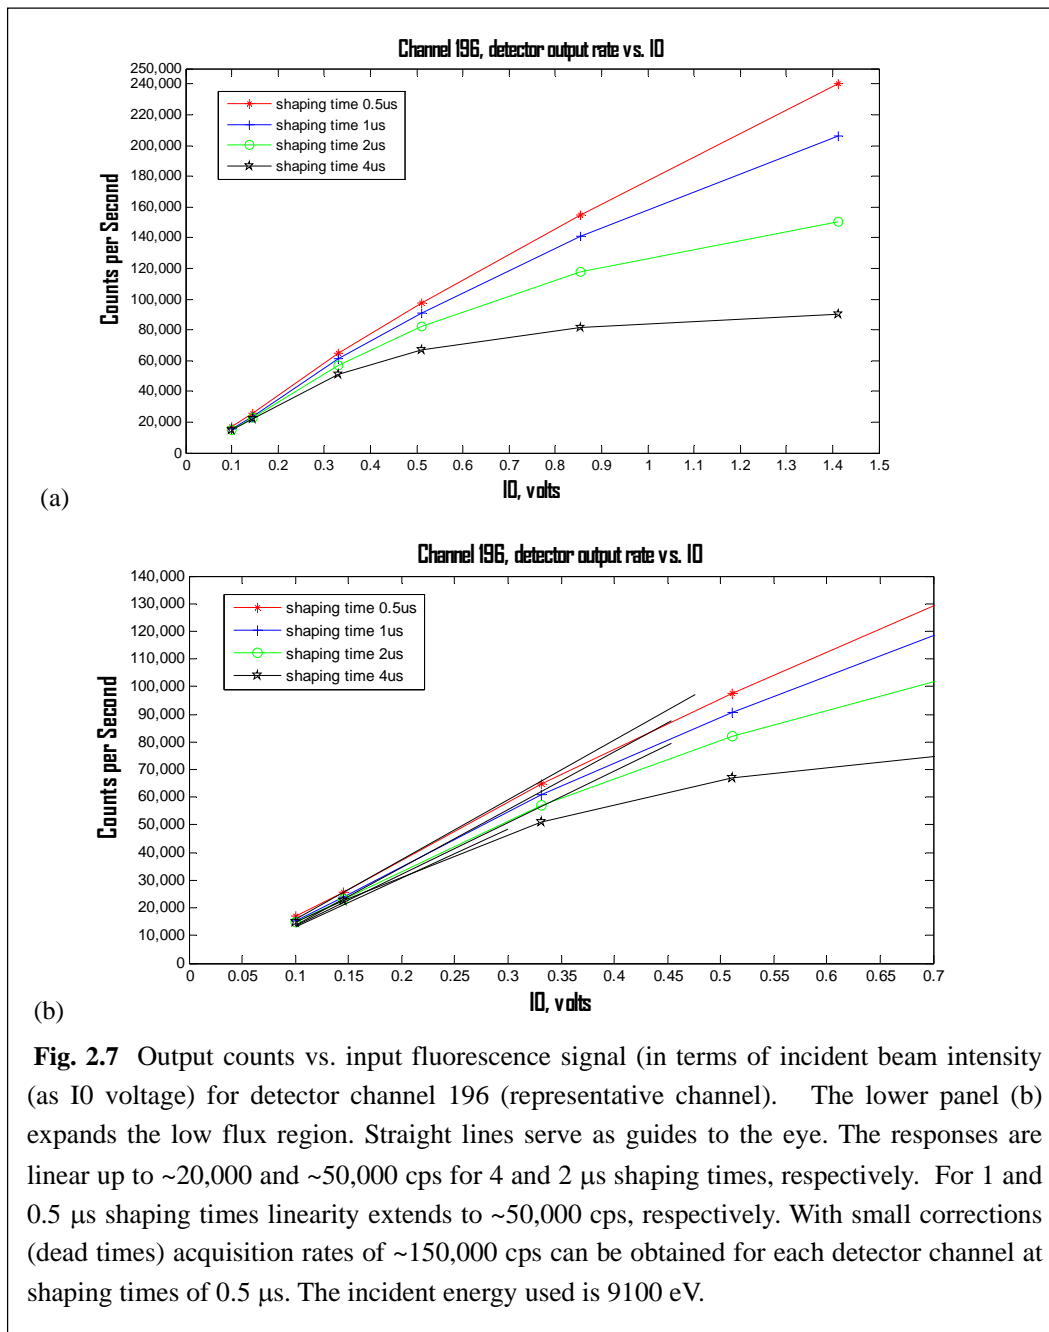 Channel 196, detector output rate vs. I0
250,000
240,000
220,000
200,000
180,000
160,000
140,000
120,000
100,000
80,000
60,000
40,000
20,000
0
Counts per Second
shaping time 0.5us
shaping time 1us
shaping time 2us
shaping time 4us
0 0.1 0.2 0.3 0.4 0.5 0.6 0.7 0.8 0.9 1 1.1 1.2 1.3 1.4 1.5
I0, volts
(a)
Channel 196, detector output rate vs. I0
140,000
130,000
120,000
110,000
100,000
90,000
80,000
70,000
60,000
50,000
40,000
30,000
20,000
10,000
0
Counts per Second
shaping time 0.5us
shaping time 1us
shaping time 2us
shaping time 4us
0 0.05 0.1 0.15 0.2 0.25 0.3 0.35 0.4 0.45 0.5 0.55 0.6 0.65 0.7
I0, volts
(b)
Fig. 2.7 Output counts vs. input fluorescence signal (in terms of incident beam intensity
(as I0 voltage) for detector channel 196 (representative channel). The lower panel (b)
expands the low flux region. Straight lines serve as guides to the eye. The responses are
linear up to ~20,000 and ~50,000 cps for 4 and 2 μs shaping times, respectively. For 1 and
0.5 μs shaping times linearity extends to ~50,000 cps, respectively. With small corrections
(dead times) acquisition rates of ~150,000 cps can be obtained for each detector channel at
shaping times of 0.5 μs. The incident energy used is 9100 eV.